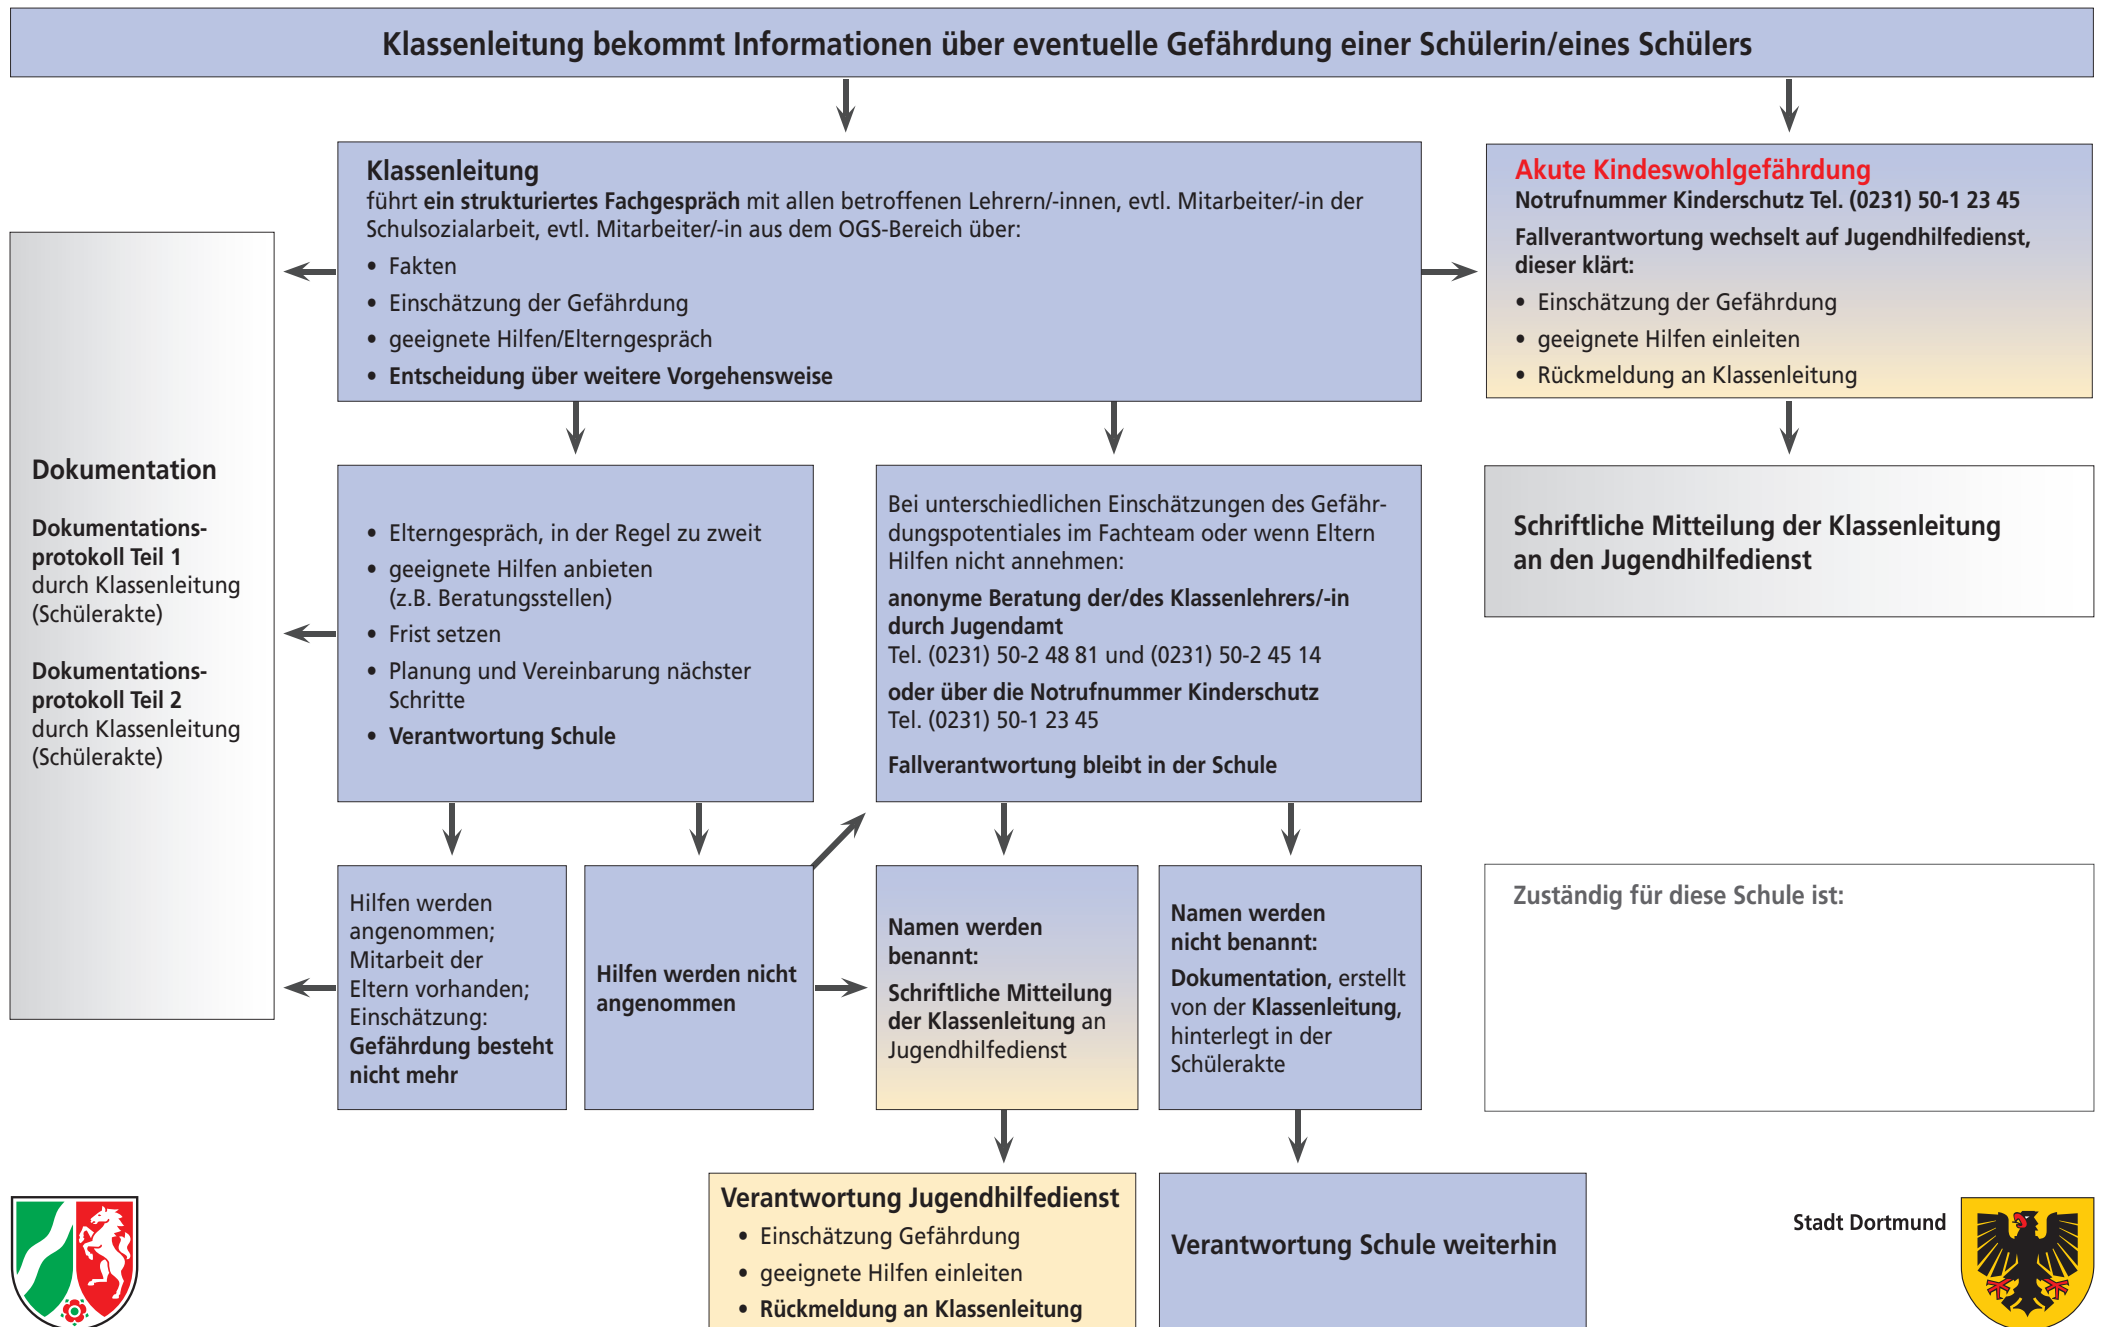 Klassenleitung bekommt Informationen über eventuelle Gefährdung einer Schülerin/eines Schülers
Klassenleitung
führt ein strukturiertes Fachgespräch mit allen betroffenen Lehrern/-innen, evtl. Mitarbeiter/-in der
Schulsozialarbeit, evtl. Mitarbeiter/-in aus dem OGS-Bereich über:
• Fakten
• Einschätzung der Gefährdung
• geeignete Hilfen/Elterngespräch
• Entscheidung über weitere Vorgehensweise
Akute Kindeswohlgefährdung
Notrufnummer Kinderschutz Tel. (0231) 50-1 23 45
Fallverantwortung wechselt auf Jugendhilfedienst,
dieser klärt:
• Einschätzung der Gefährdung
• geeignete Hilfen einleiten
• Rückmeldung an Klassenleitung
Dokumentation
Dokumentations-
protokoll Teil 1
durch Klassenleitung
(Schülerakte)
Dokumentations-
protokoll Teil 2
durch Klassenleitung
(Schülerakte)
• Elterngespräch, in der Regel zu zweit
• geeignete Hilfen anbieten
(z.B. Beratungsstellen)
• Frist setzen
• Planung und Vereinbarung nächster
Schritte
• Verantwortung Schule
Bei unterschiedlichen Einschätzungen des Gefähr-
dungspotentiales im Fachteam oder wenn Eltern
Hilfen nicht annehmen:
anonyme Beratung der/des Klassenlehrers/-in
durch Jugendamt
Tel. (0231) 50-2 48 81 und (0231) 50-2 45 14
oder über die Notrufnummer Kinderschutz
Tel. (0231) 50-1 23 45
Fallverantwortung bleibt in der Schule
Schriftliche Mitteilung der Klassenleitung
an den Jugendhilfedienst
Hilfen werden
angenommen;
Mitarbeit der
Eltern vorhanden;
Einschätzung:
Gefährdung besteht
nicht mehr
Hilfen werden nicht
angenommen
Namen werden
benannt:
Schriftliche Mitteilung
der Klassenleitung an
Jugendhilfedienst
Namen werden
nicht benannt:
Dokumentation, erstellt
von der Klassenleitung,
hinterlegt in der
Schülerakte
Zuständig für diese Schule ist:
Verantwortung Jugendhilfedienst
• Einschätzung Gefährdung
• geeignete Hilfen einleiten
• Rückmeldung an Klassenleitung
Verantwortung Schule weiterhin
Stadt Dortmund